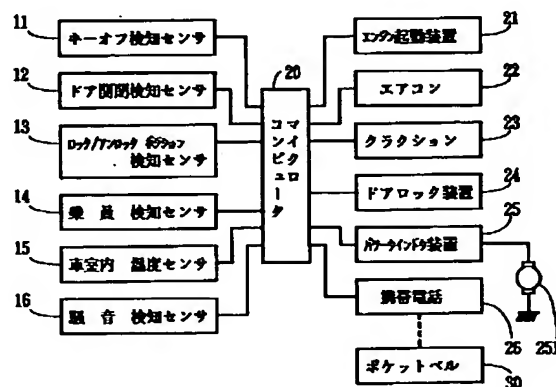 11
キーオフ検知センサ
12
ドア開閉検知センサ
13
ロック/アンロック ポジション
検知センサ
14
乗 員 検知センサ
15
車室内 温度センサ
16
騒 音 検知センサ
20
マイクロ
コンピュータ
21
エンジン起動装置
22
エアコン
23
クラクション
24
ドアロック装置
25
パワーウインドウ装置
251
携帯電話
26
ポケットベル
30